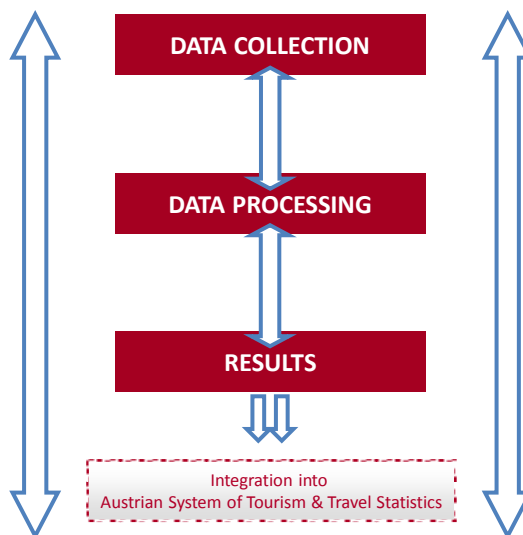 DATA COLLECTION
DATA PROCESSING
RESULTS
Integration into
Austrian System of Tourism & Travel Statistics